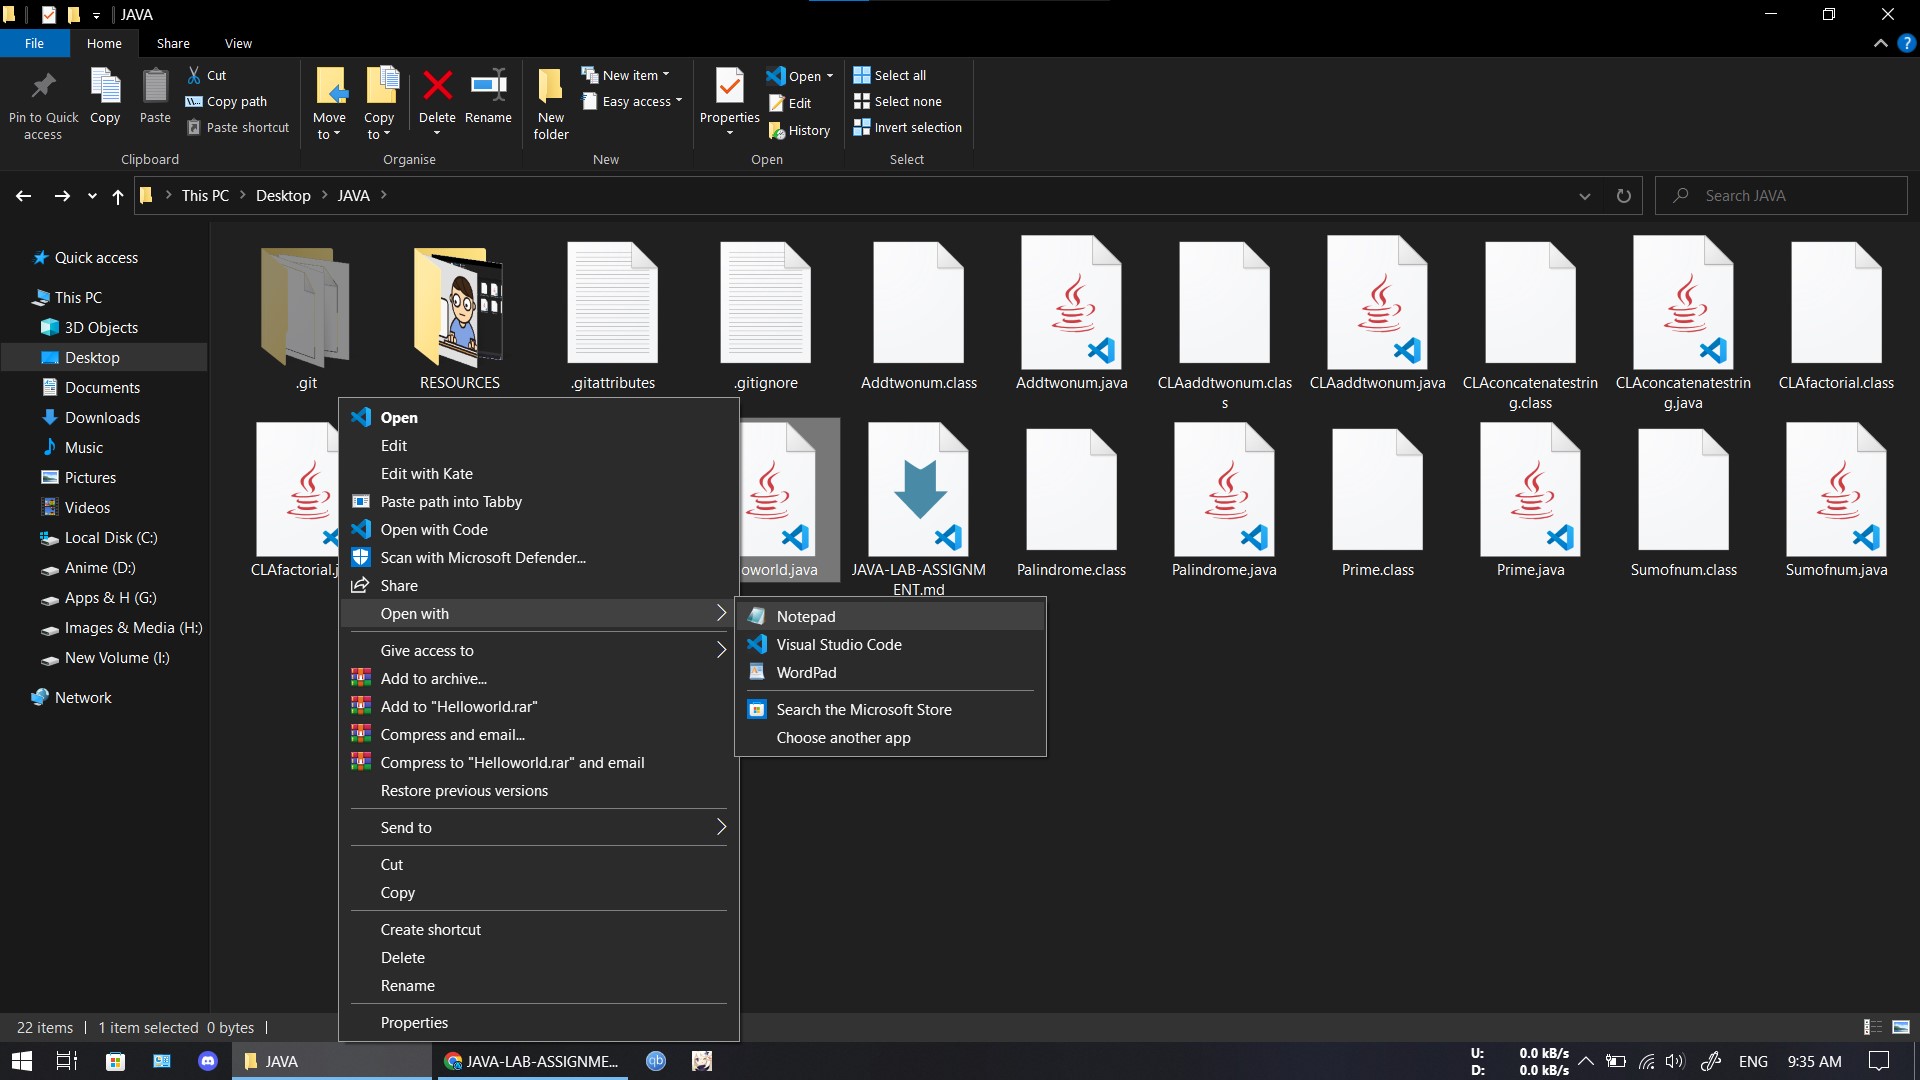 JAVA
File
Home
Share
View
Pin to Quick
access
Copy
Paste
Cut
Copy path
Paste shortcut
Clipboard
Move
to
Copy
to
Delete
Rename
Organise
New
folder
New item
Easy access
New
Properties
Open
Edit
History
Open
Select all
Select none
Invert selection
Select
This PC
Desktop
JAVA
Search JAVA
Quick access
This PC
3D Objects
Desktop
Documents
Downloads
Music
Pictures
Videos
Local Disk (C:)
Anime (D:)
Apps & H (G:)
Images & Media (H:)
New Volume (I:)
Network
.git
RESOURCES
.gitattributes
.gitignore
Addtwonum.class
Addtwonum.java
CLAaddtwonum.clas
s
CLAaddtwonum.java
CLAconcatenatestrin
g.class
CLAconcatenatestrin
g.java
CLAfactorial.class
CLAfactorial.j
oworld.java
JAVA-LAB-ASSIGNM
ENT.md
Palindrome.class
Palindrome.java
Prime.class
Prime.java
Sumofnum.class
Sumofnum.java
Open
Edit
Edit with Kate
Paste path into Tabby
Open with Code
Scan with Microsoft Defender...
Share
Open with
Give access to
Add to archive...
Add to "Helloworld.rar"
Compress and email...
Compress to "Helloworld.rar" and email
Restore previous versions
Send to
Cut
Copy
Create shortcut
Delete
Rename
Properties
Notepad
Visual Studio Code
WordPad
Search the Microsoft Store
Choose another app
22 items
1 item selected 0 bytes
JAVA
JAVA-LAB-ASSIGNME...
qb
U: 0.0 kB/s
D: 0.0 kB/s
ENG
9:35 AM